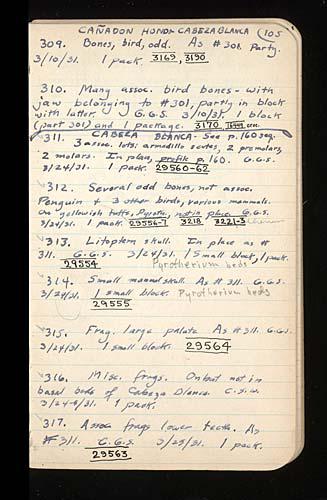 CAÑADON HONDO CABEZA BLANCA 105
309. Bones, bird, odd. As # 308. Party.
3/10/31. 1 pack. 3169, 3190
310. Many assoc. bird bones - with
jaw belonging to #301, partly in block
with latter. G.G.S. 3/10/31. 1 block
(part 301) and 1 package. 3170
311. CABEZA BLANCA - See p. 160 seq.
3 assoc. lots: armadillo scutes, 2 premolars,
2 molars. In place, profile p. 160. G.G.S.
3/24/31. 1 pack. 29560-62
312. Several odd bones, not assoc.
Penguin & 3 other birds, various mammals.
On yellowish tuffs, Pyroth., not in place. G.G.S.
3/24/31. 1 pack. 29556-7 3218 3221-3
313. Litoptern skull. In place as #
311. G.G.S. 3/24/31. 1 small block, 1 pack.
29554 Pyrotherium beds
314. Small mammal skull. As # 311. G.G.S.
3/24/31. 1 small block. Pyrotherium beds
29555
315. Frag. large palate As # 311. G.G.S.
3/24/31. 1 small block. 29564
316. Misc. frags. On but not in
basal beds of Cabeza Blanca. C.S.W.
1 pack.
317. Assoc frags lower teeth. As
# 311. G.G.S. 3/25/31. 1 pack.
29563